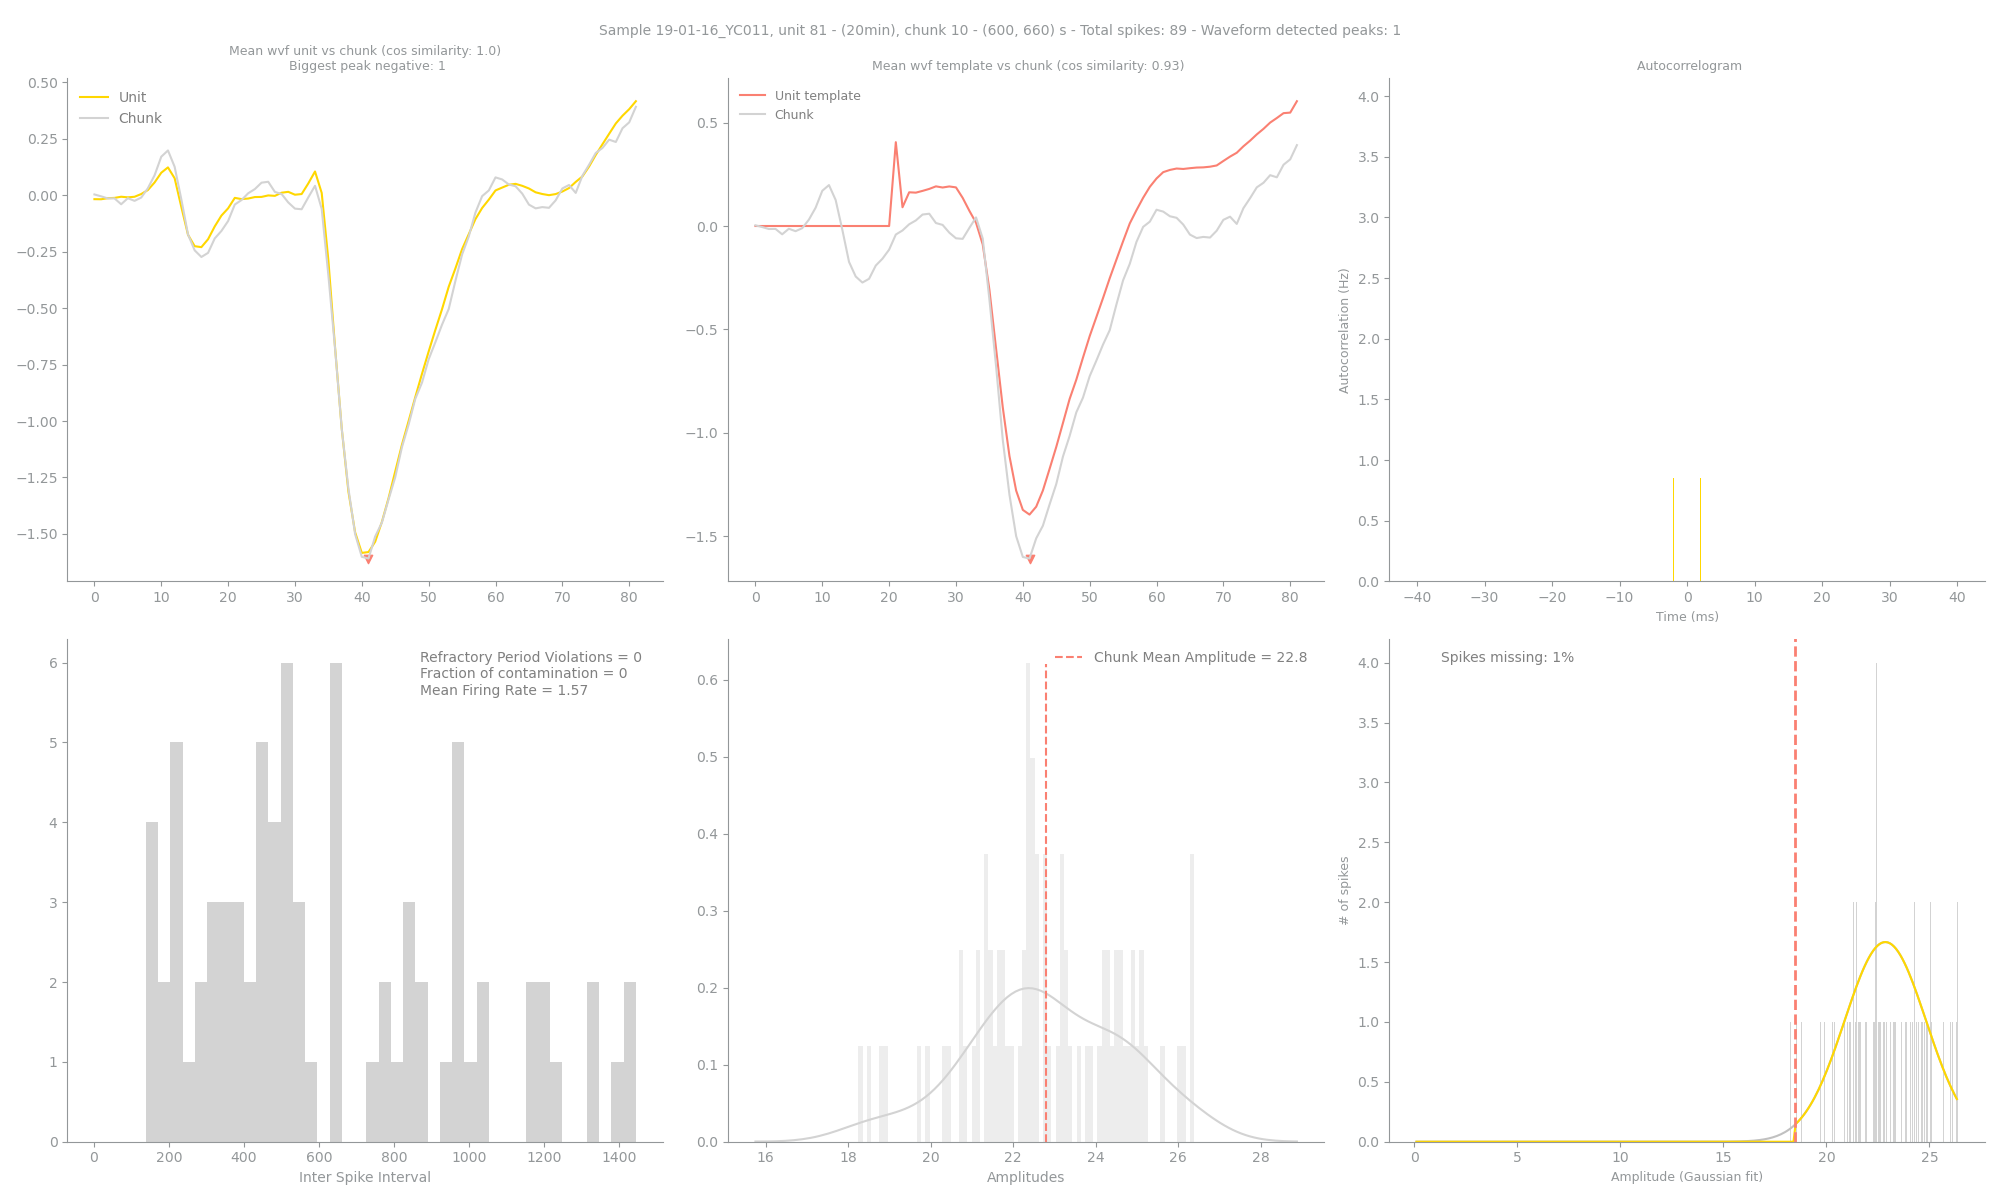 Sample 19-01-16_YC011, unit 81 - (20min), chunk 10 - (600, 660) s - Total spikes: 89 - Waveform detected peaks: 1
Mean wvf unit vs chunk (cos similarity: 1.0)
Biggest peak negative: 1
0.50
0.25
0.00
−0.25
−0.50
−0.75
−1.00
−1.25
−1.50
Unit
Chunk
0 10 20 30 40 50 60 70 80
Mean wvf template vs chunk (cos similarity: 0.93)
0.5
0.0
−0.5
−1.0
−1.5
Unit template
Chunk
0 10 20 30 40 50 60 70 80
Autocorrelogram
Autocorrelation (Hz)
4.0
3.5
3.0
2.5
2.0
1.5
1.0
0.5
0.0
−40 −30 −20 −10 0 10 20 30 40
Time (ms)
6
5
4
3
2
1
0
Refractory Period Violations = 0
Fraction of contamination = 0
Mean Firing Rate = 1.57
0 200 400 600 800 1000 1200 1400
Inter Spike Interval
0.6
0.5
0.4
0.3
0.2
0.1
0.0
Chunk Mean Amplitude = 22.8
16 18 20 22 24 26 28
Amplitudes
# of spikes
4.0
3.5
3.0
2.5
2.0
1.5
1.0
0.5
0.0
Spikes missing: 1%
0 5 10 15 20 25
Amplitude (Gaussian fit)